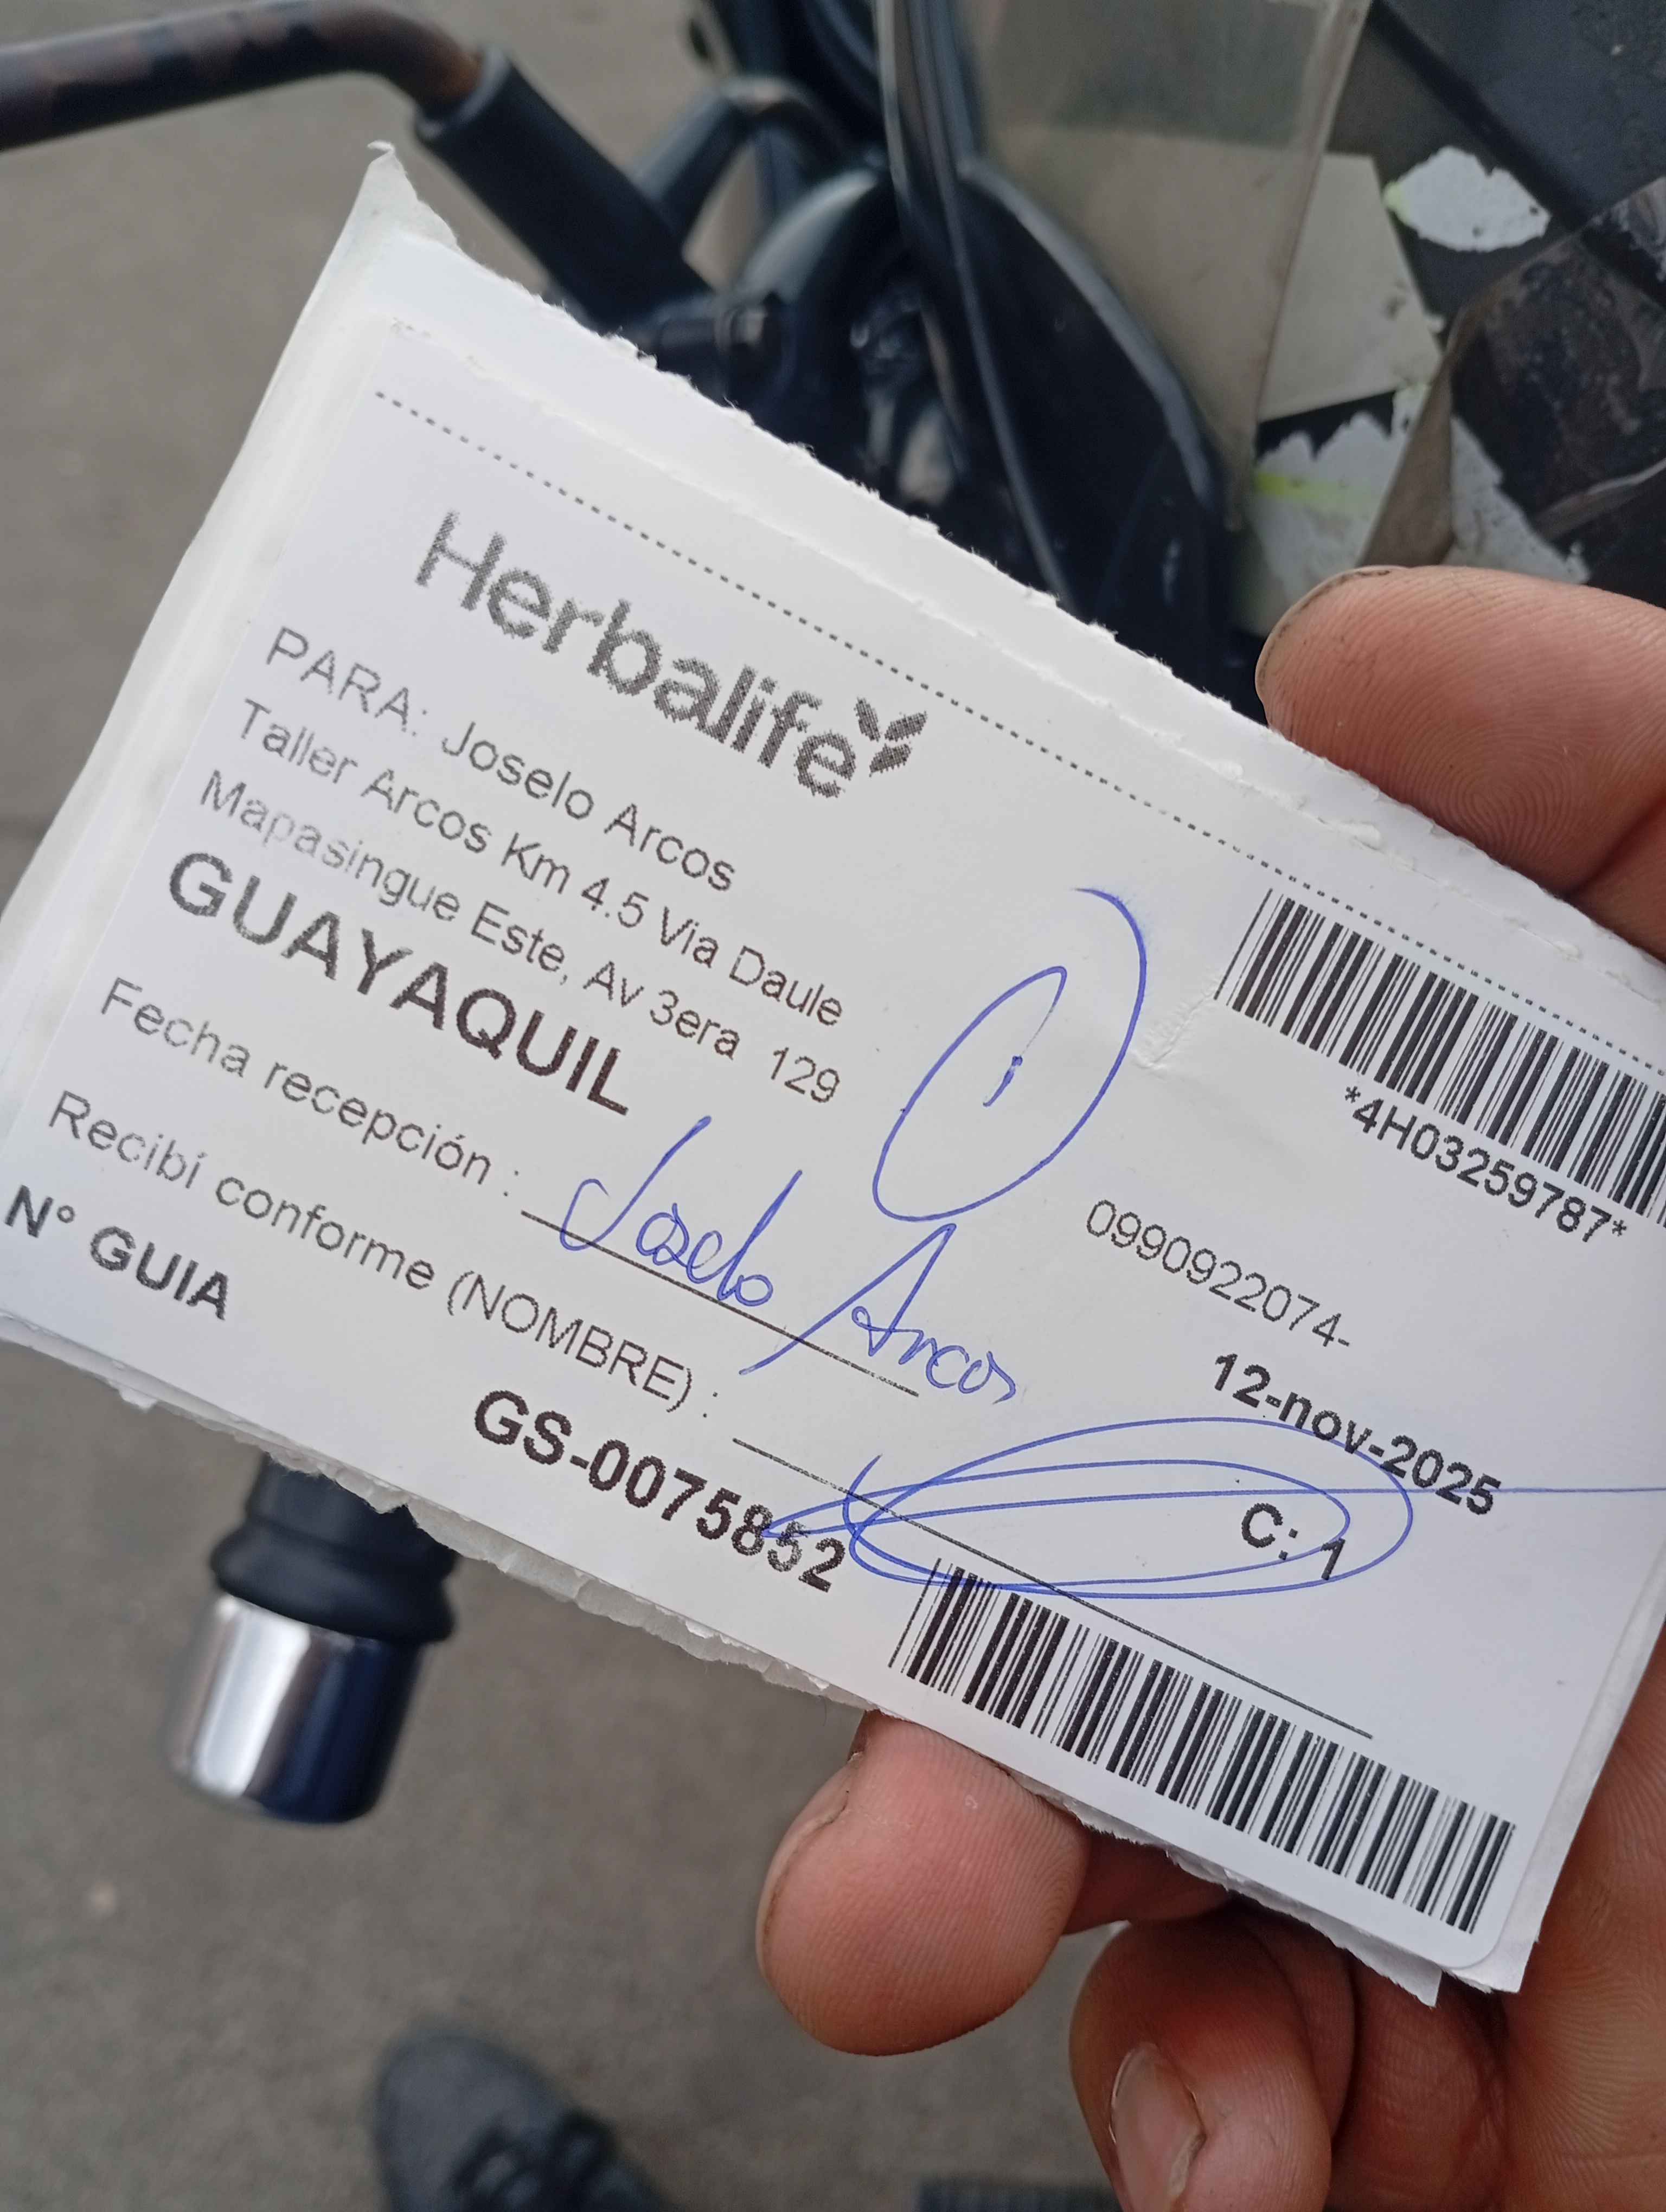 Herbalife
PARA: Joselo Arcos
Taller Arcos Km 4.5 Via Daule
Mapasingue Este, Av 3era 129
GUAYAQUIL
1
*4H03259787*
0990922074-
Fecha recepción : Joselo Arcos
12-nov-2025
Recibí conforme (NOMBRE) :
C: 1
N° GUIA
GS-0075852